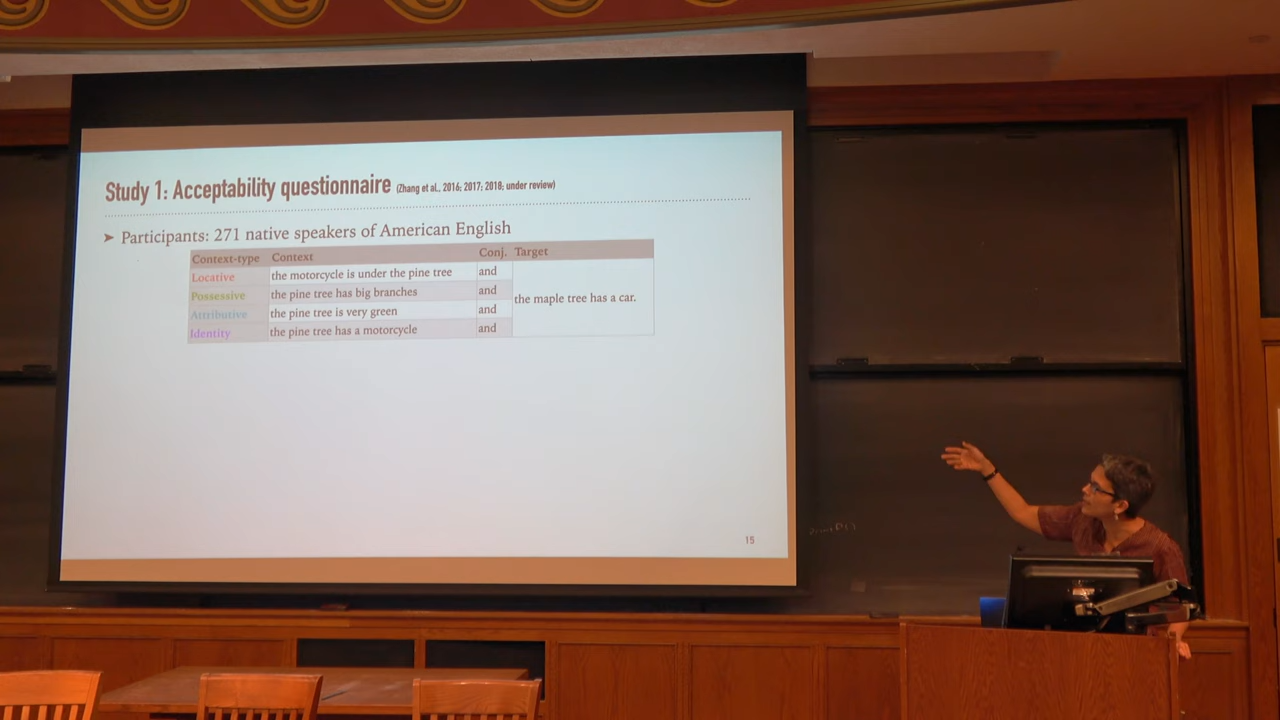 Study 1: Acceptability questionnaire (Zhang et al., 2016; 2017; 2018; under review)
➤ Participants: 271 native speakers of American English
Context-type Context Conj. Target
Locative the motorcycle is under the pine tree and
Possessive the pine tree has big branches and
the maple tree has a car.
Attributive the pine tree is very green and
Identity the pine tree has a motorcycle and
15